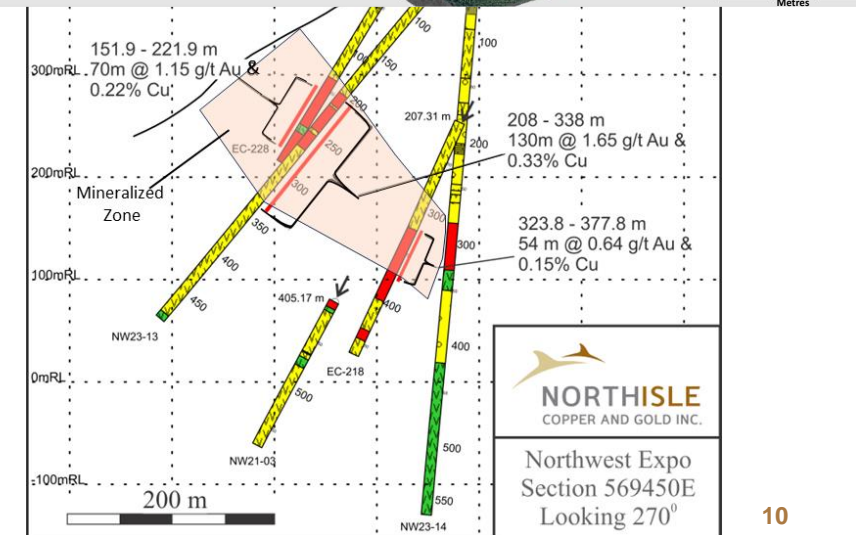 Metres
100
100
150
151.9 - 221.9 m
70m @ 1.15 g/t Au &
0.22% Cu
300mRL
200
207.31 m
208 - 338 m
130m @ 1.65 g/t Au &
0.33% Cu
200
EC-228
250
200mRL
Mineralized
Zone
300
300
350
323.8 - 377.8 m
54 m @ 0.64 g/t Au &
0.15% Cu
300
400
100mRL
450
405.17 m
400
NW23-13
400
EC-218
0mRL
500
NORTHISLE
COPPER AND GOLD INC.
NW21-03
500
Northwest Expo
Section 569450E
Looking 270⁰
-100mRL
200 m
550
NW23-14
10